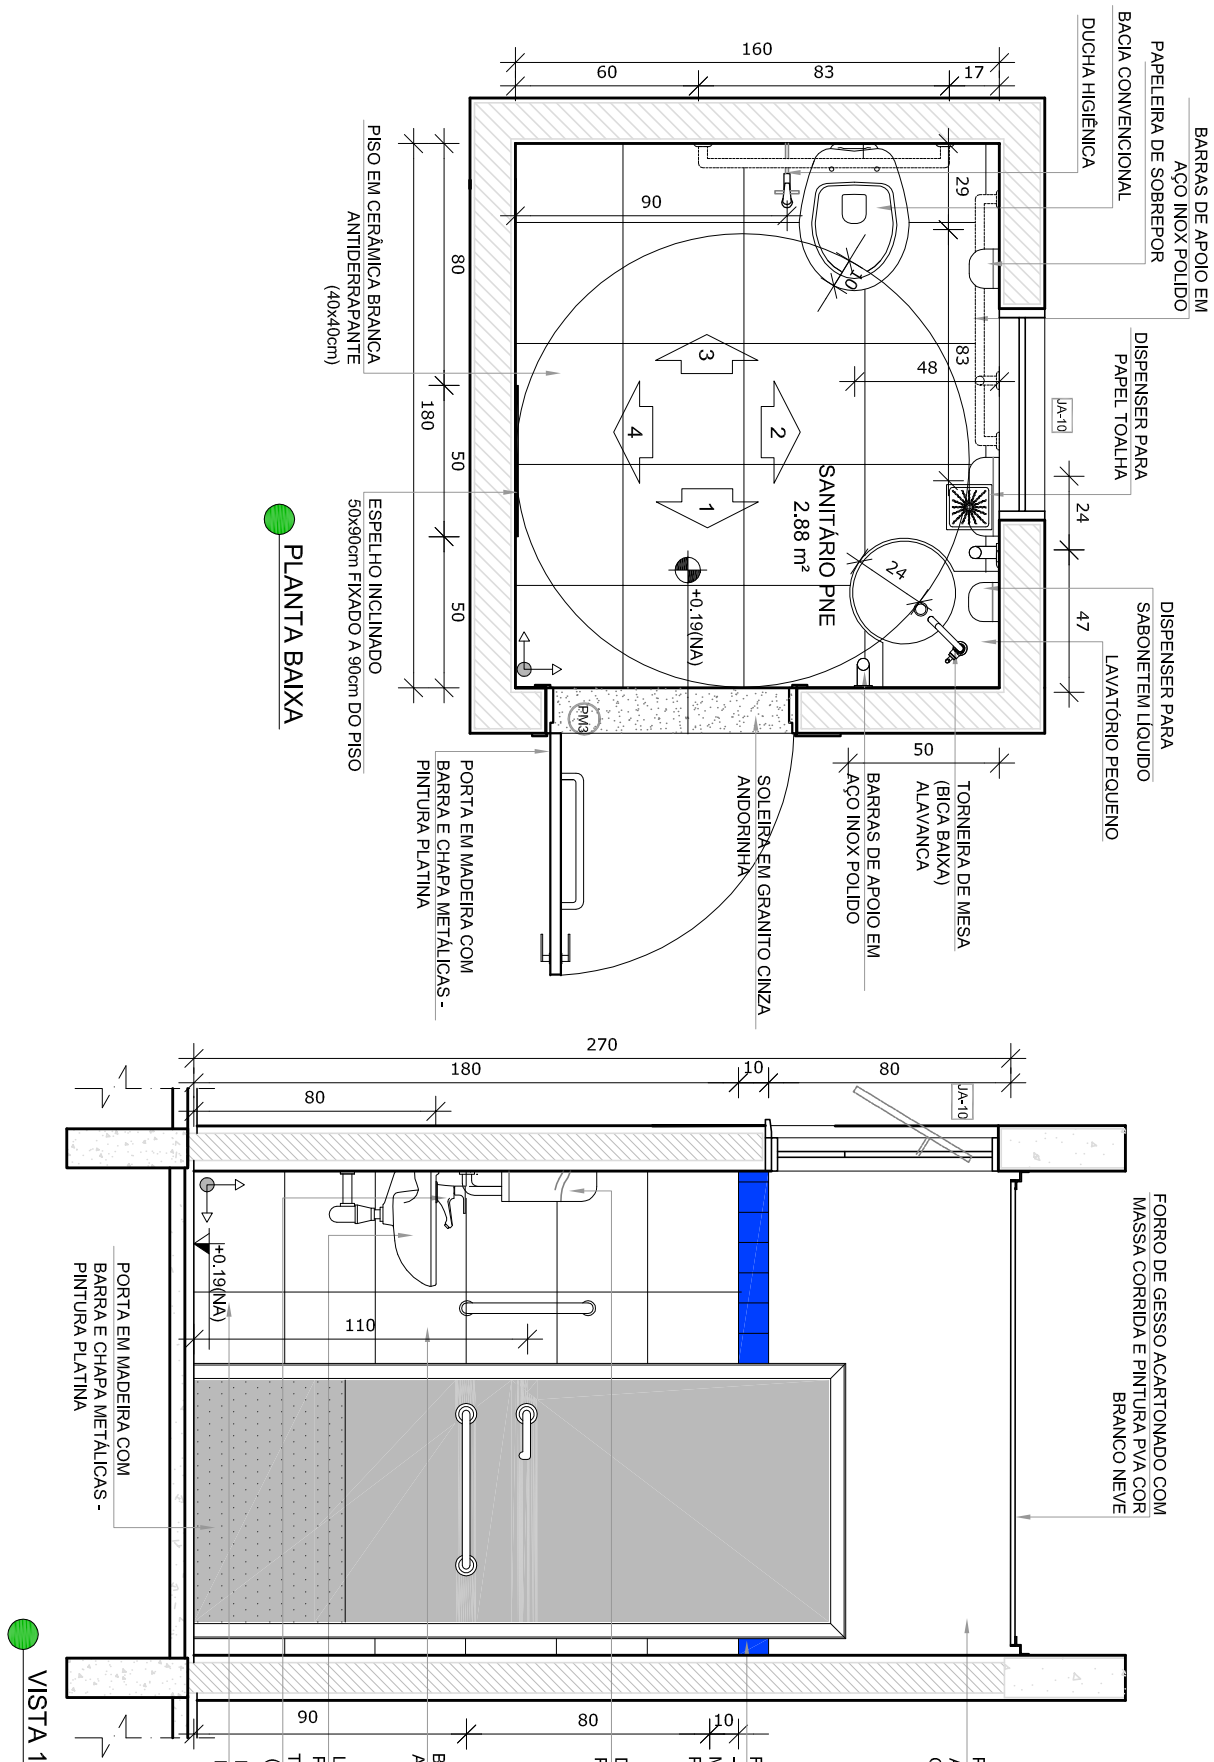 BARRAS DE APOIO EM
AÇO INOX POLIDO
PAPELEIRA DE SOBREPOR
BACIA CONVENCIONAL
DUCHA HIGIÊNICA
DISPENSER PARA
PAPEL TOALHA
DISPENSER PARA
SABONETEM LÍQUIDO
LAVATÓRIO PEQUENO
TORNEIRA DE MESA
(BICA BAIXA)
ALAVANCA
BARRAS DE APOIO EM
AÇO INOX POLIDO
SOLEIRA EM GRANITO CINZA
ANDORINHA
PORTA EM MADEIRA COM
BARRA E CHAPA METÁLICAS -
PINTURA PLATINA
ESPELHO INCLINADO
50x90cm FIXADO A 90cm DO PISO
PISO EM CERÂMICA BRANCA
ANTIDERRAPANTE
(40x40cm)
160
60
83
17
29
83
90
48
10
JA-10
24
47
24
50
SANITÁRIO PNE
2.88 m²
1
2
3
4
+0.19(NA)
PM3
80
50
50
180
PLANTA BAIXA
270
180
10
80
80
JA-10
FORRO DE GESSO ACARTONADO COM
MASSA CORRIDA E PINTURA PVA COR
BRANCO NEVE
+0.19(NA)
110
PORTA EM MADEIRA COM
BARRA E CHAPA METÁLICAS -
PINTURA PLATINA
90
80
10
VISTA 1